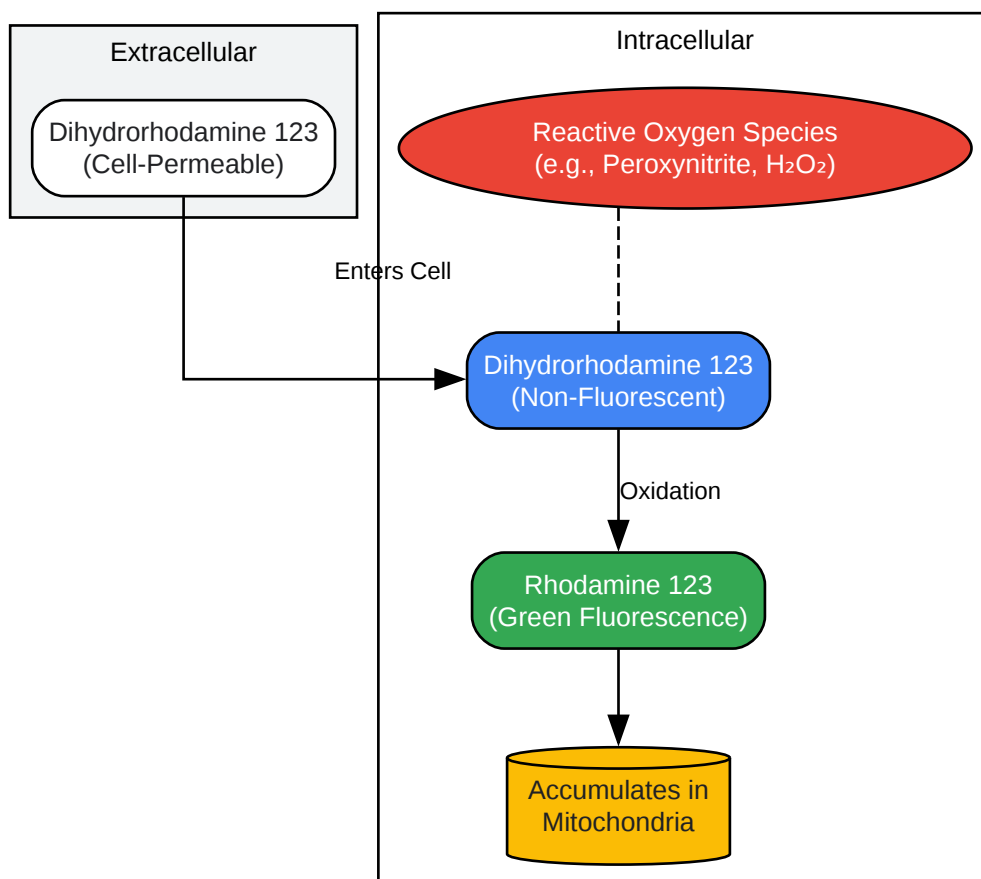 Extracellular
Dihydrorhodamine 123
(Cell-Permeable)
Intracellular
Reactive Oxygen Species
(e.g., Peroxynitrite, H₂O₂)
Enters Cell
Dihydrorhodamine 123
(Non-Fluorescent)
Oxidation
Rhodamine 123
(Green Fluorescence)
Accumulates in
Mitochondria